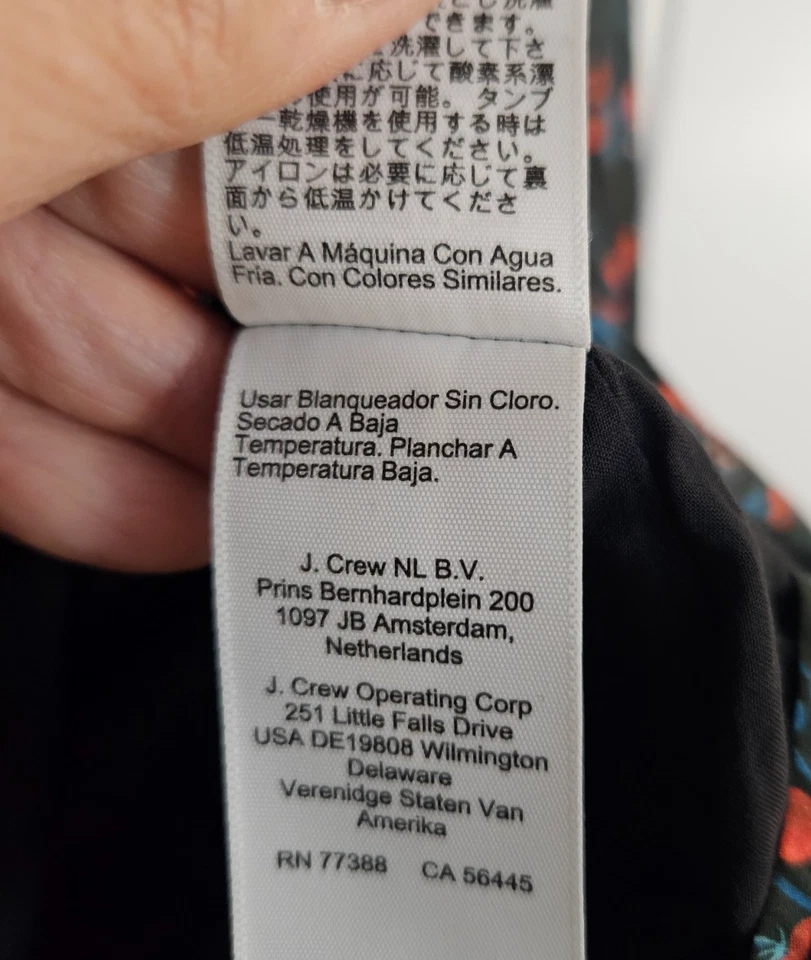 できます。
洗濯して下さ
に応じて酸素系漂
使用が可能。タンブ
ー乾燥機を使用する時は
低温処理をしてください。
アイロンは必要に応じて裏
面から低温かけてくださ
い。
Lavar A Máquina Con Agua
Fria. Con Colores Similares.
Usar Blanqueador Sin Cloro.
Secado A Baja
Temperatura. Planchar A
Temperatura Baja.
J. Crew NL B.V.
Prins Bernhardplein 200
1097 JB Amsterdam,
Netherlands
J. Crew Operating Corp
251 Little Falls Drive
USA DE19808 Wilmington
Delaware
Verenidge Staten Van
Amerika
RN 77388 CA 56445